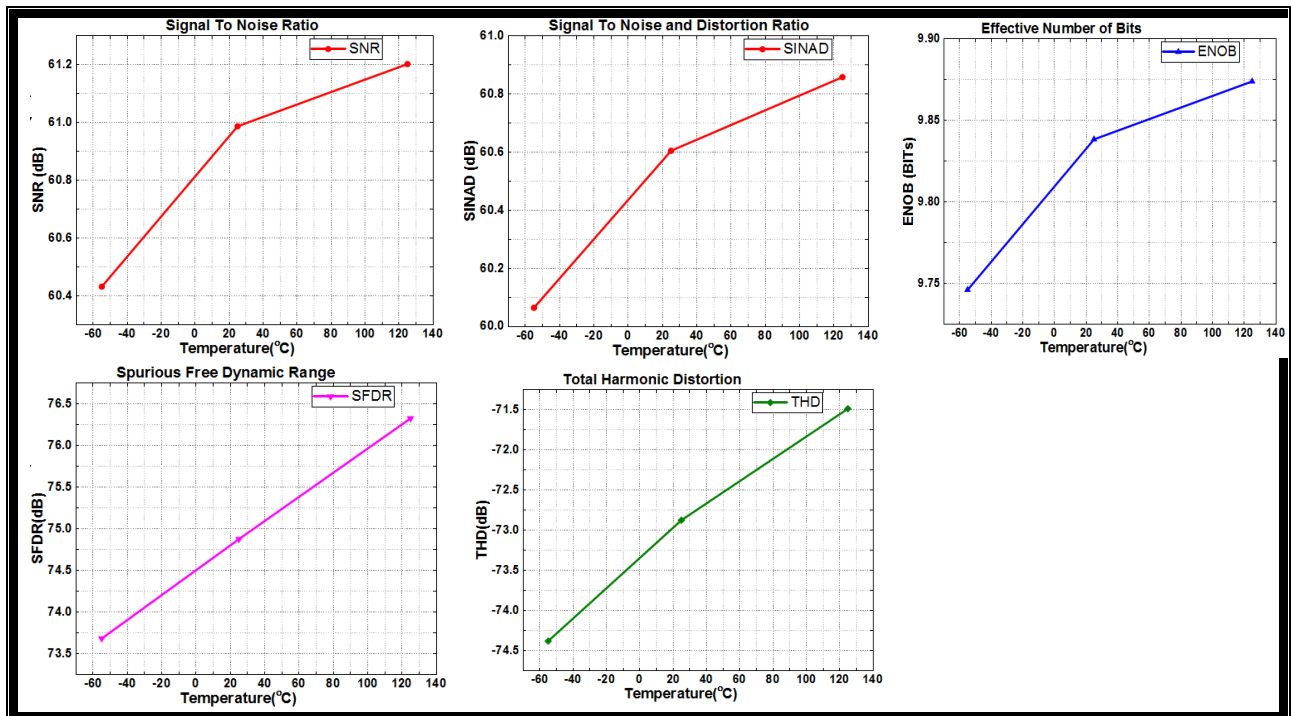 Signal To Noise Ratio
SNR
61.2
61.0
60.8
60.6
60.4
SNR (dB)
-60 -40 -20 0 20 40 60 80 100 120 140
Temperature(°C)
Signal To Noise and Distortion Ratio
SINAD
61.0
60.8
60.6
60.4
60.2
60.0
SINAD (dB)
-60 -40 -20 0 20 40 60 80 100 120 140
Temperature(°C)
Effective Number of Bits
ENOB
9.90
9.85
9.80
9.75
ENOB (BITs)
-60 -40 -20 0 20 40 60 80 100 120 140
Temperature(°C)
Spurious Free Dynamic Range
SFDR
76.5
76.0
75.5
75.0
74.5
74.0
73.5
SFDR(dB)
-60 -40 -20 0 20 40 60 80 100 120 140
Temperature(°C)
Total Harmonic Distortion
THD
-71.5
-72.0
-72.5
-73.0
-73.5
-74.0
-74.5
THD(dB)
-60 -40 -20 0 20 40 60 80 100 120 140
Temperature(°C)